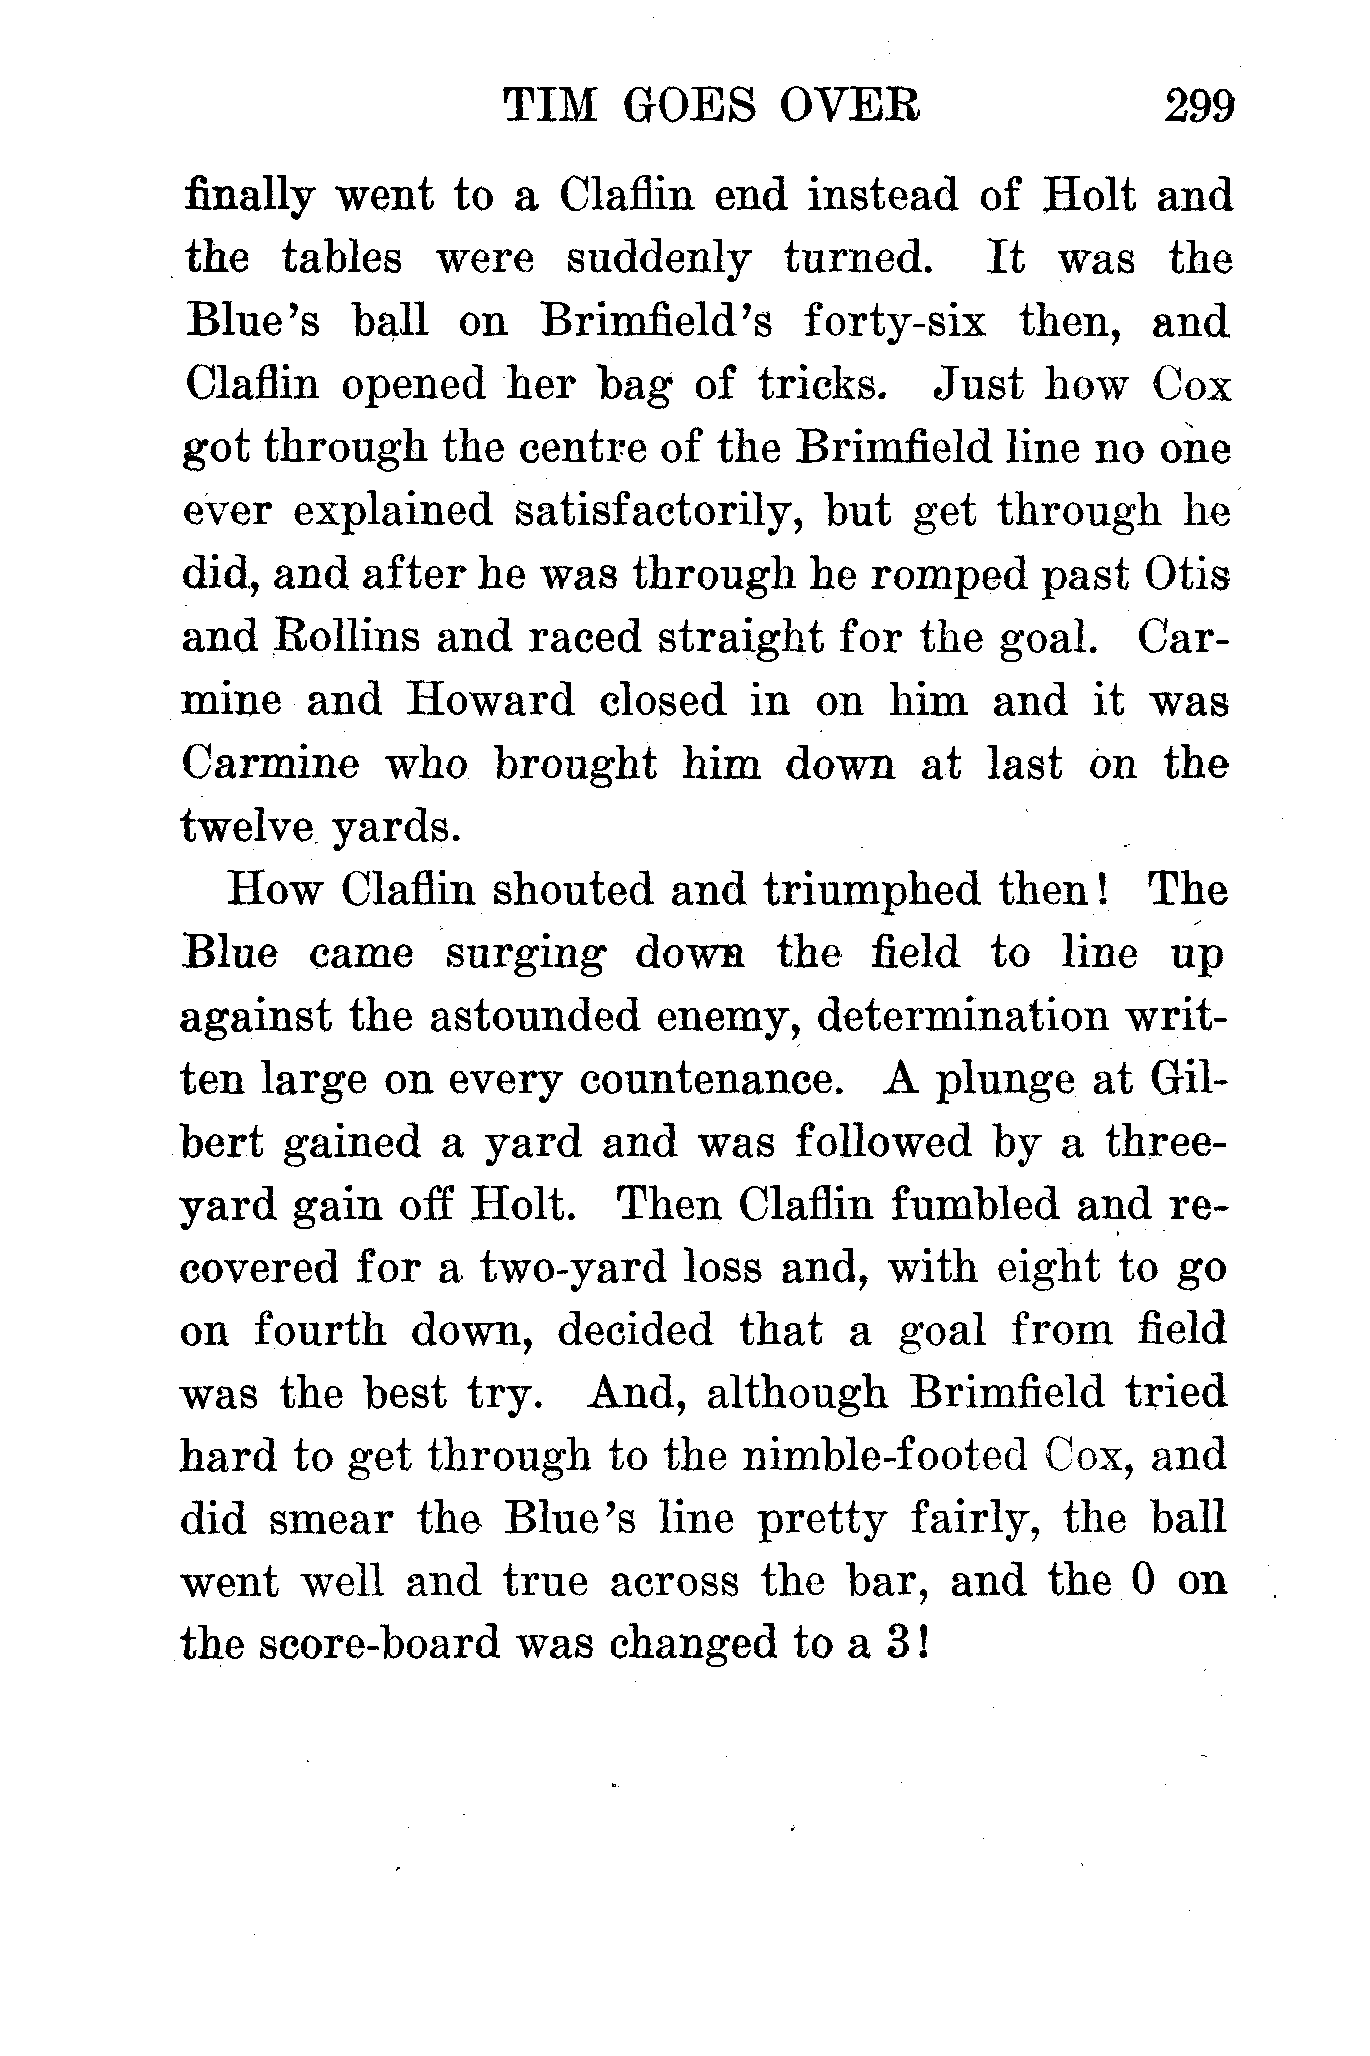 TIM GOES OVER 299
finally went to a Claflin end instead of Holt and
the tables were suddenly turned. It was the
Blue's ball on Brimfield's forty-six then, and
Claflin opened her bag of tricks. Just how Cox
got through the centre of the Brimfield line no one
ever explained satisfactorily, but get through he
did, and after he was through he romped past Otis
and Rollins and raced straight for the goal. Car-
mine and Howard closed in on him and it was
Carmine who brought him down at last on the
twelve yards.
How Claflin shouted and triumphed then! The
Blue came surging down the field to line up
against the astounded enemy, determination writ-
ten large on every countenance. A plunge at Gil-
bert gained a yard and was followed by a three-
yard gain off Holt. Then Claflin fumbled and re-
covered for a two-yard loss and, with eight to go
on fourth down, decided that a goal from field
was the best try. And, although Brimfield tried
hard to get through to the nimble-footed Cox, and
did smear the Blue's line pretty fairly, the ball
went well and true across the bar, and the 0 on
the score-board was changed to a 3!